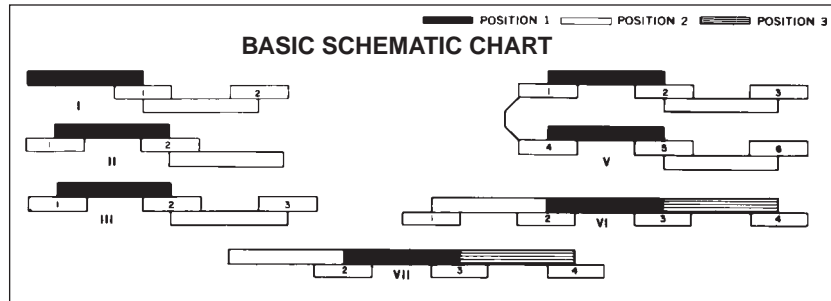 POSITION 1 POSITION 2 POSITION 3
BASIC SCHEMATIC CHART
1 2
I
1 2
II
1 2 3
III
1 2 3
4 5 6
V
1 2 3 4
VI
2 3 4
VII